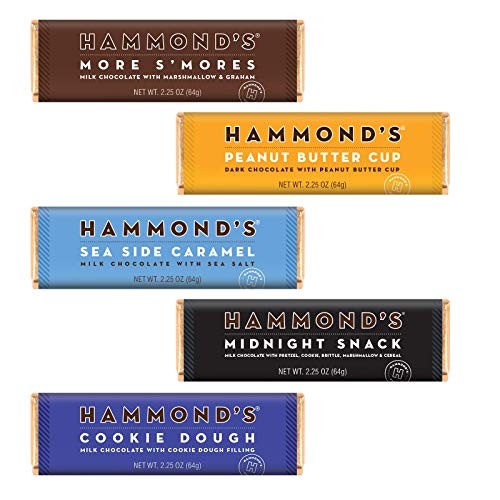 HAMMOND'S®
MORE S'MORES
MILK CHOCOLATE WITH MARSHMALLOW & GRAHAM
NET WT. 2.25 OZ (64g)
H
HAMMOND'S®
PEANUT BUTTER CUP
DARK CHOCOLATE WITH PEANUT BUTTER CUP
NET WT. 2.25 OZ (64g)
HAMMOND'S
H
HAMMOND'S®
SEA SIDE CARAMEL
MILK CHOCOLATE WITH SEA SALT
NET WT. 2.25 OZ (64g)
H
HAMMOND'S®
MIDNIGHT SNACK
MILK CHOCOLATE WITH PRETZEL, COOKIE, BRITTLE, MARSHMALLOW & CEREAL
NET WT. 2.25 OZ (64g)
HAMMOND'S
H
HAMMOND'S®
COOKIE DOUGH
MILK CHOCOLATE WITH COOKIE DOUGH FILLING
NET WT. 2.25 OZ (64g)
HAMMOND'S
H